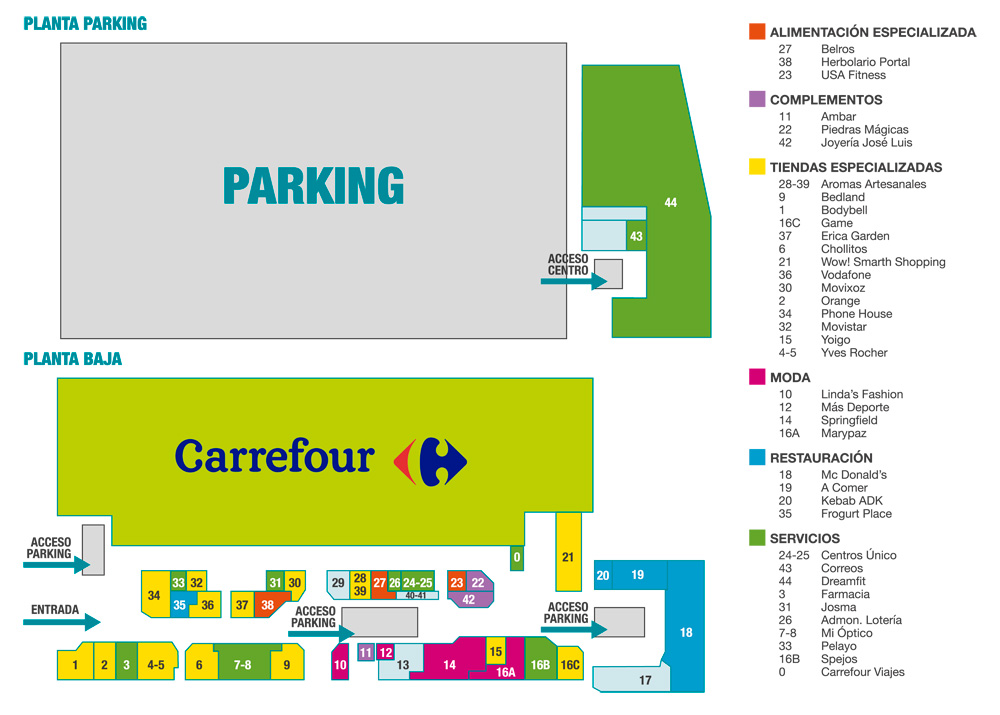 PLANTA PARKING
PARKING
44
43
ACCESO
CENTRO
PLANTA BAJA
Carrefour
ACCESO
PARKING
0
21
ENTRADA
34
33
32
35
36
31
30
37
38
29
28
39
27
26
24-25
40-41
23
22
42
ACCESO
PARKING
ACCESO
PARKING
20
19
18
17
1
2
3
4-5
6
7-8
9
10
11
12
13
14
15
16A
16B
16C
ALIMENTACIÓN ESPECIALIZADA
27 Belros
38 Herbolario Portal
23 USA Fitness
COMPLEMENTOS
11 Ambar
22 Piedras Mágicas
42 Joyería José Luis
TIENDAS ESPECIALIZADAS
28-39 Aromas Artesanales
9 Bedland
1 Bodybell
16C Game
37 Erica Garden
6 Chollitos
21 Wow! Smarth Shopping
36 Vodafone
30 Movixoz
2 Orange
34 Phone House
32 Movistar
15 Yoigo
4-5 Yves Rocher
MODA
10 Linda's Fashion
12 Más Deporte
14 Springfield
16A Marypaz
RESTAURACIÓN
18 Mc Donald's
19 A Comer
20 Kebab ADK
35 Frogurt Place
SERVICIOS
24-25 Centros Único
43 Correos
44 Dreamfit
3 Farmacia
31 Josma
26 Admon. Lotería
7-8 Mi Óptico
33 Pelayo
16B Spejos
0 Carrefour Viajes